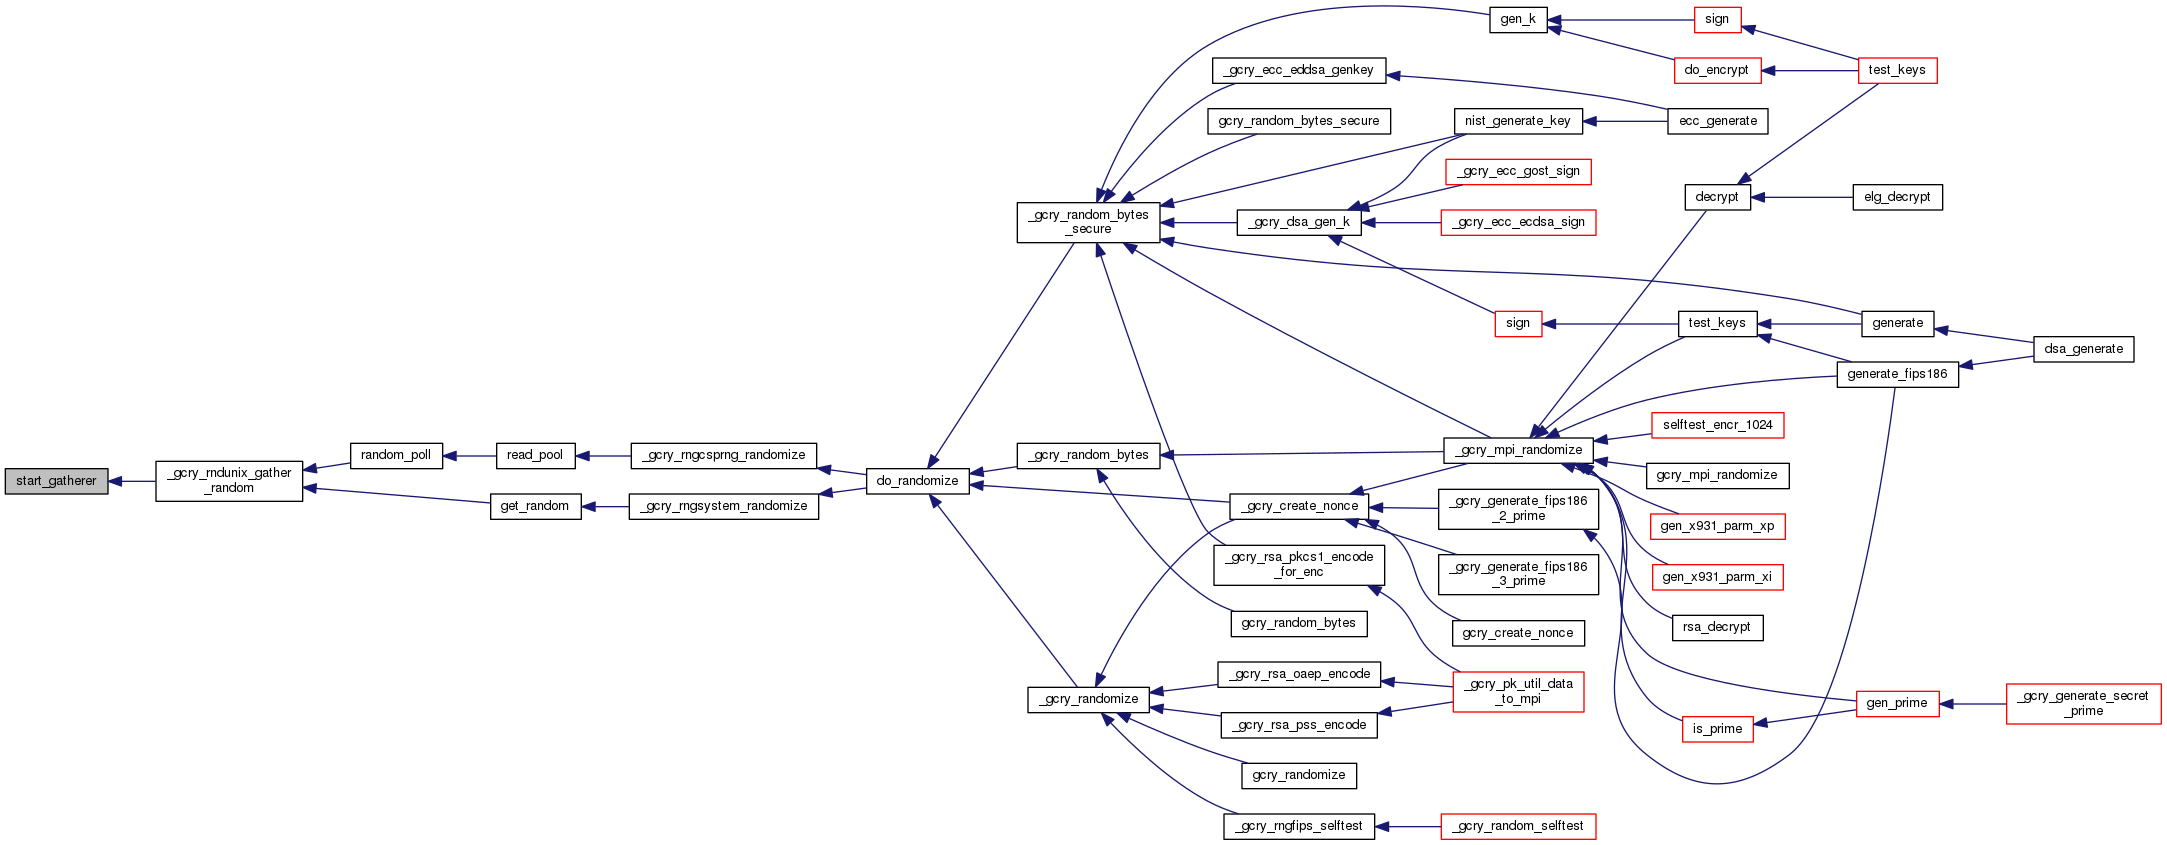 start_gatherer
_gcry_rndunix_gather
_random
random_poll
get_random
read_pool
_gcry_rngcsprng_randomize
_gcry_rngsystem_randomize
do_randomize
_gcry_random_bytes
_secure
_gcry_random_bytes
_gcry_randomize
_gcry_ecc_eddsa_genkey
gcry_random_bytes_secure
_gcry_dsa_gen_k
_gcry_create_nonce
_gcry_rsa_pkcs1_encode
_for_enc
gcry_random_bytes
_gcry_rsa_oaep_encode
_gcry_rsa_pss_encode
gcry_randomize
_gcry_rngfips_selftest
gen_k
nist_generate_key
_gcry_ecc_gost_sign
_gcry_ecc_ecdsa_sign
sign
_gcry_mpi_randomize
_gcry_generate_fips186
_2_prime
_gcry_generate_fips186
_3_prime
gcry_create_nonce
_gcry_pk_util_data
_to_mpi
_gcry_random_selftest
sign
do_encrypt
ecc_generate
decrypt
test_keys
selftest_encr_1024
gcry_mpi_randomize
gen_x931_parm_xp
gen_x931_parm_xi
rsa_decrypt
is_prime
test_keys
elg_decrypt
generate
generate_fips186
gen_prime
dsa_generate
_gcry_generate_secret
_prime